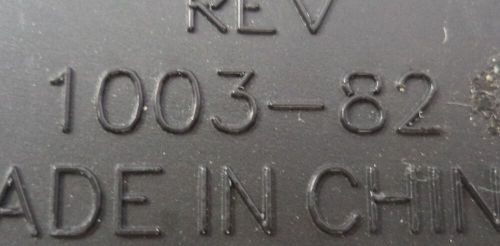 REV
1003-82
ADE IN CHIN